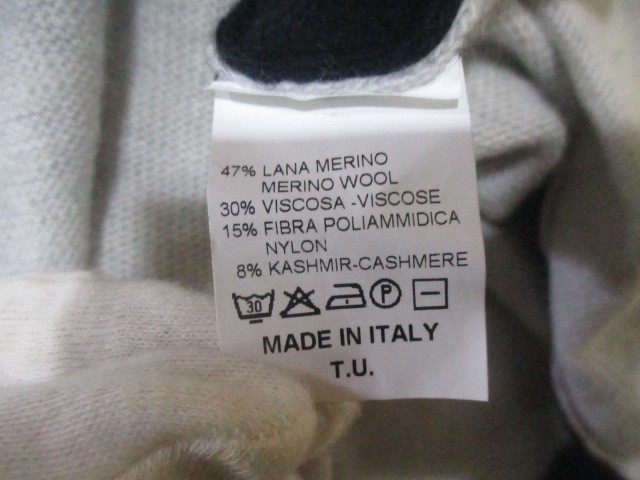 47% LANA MERINO
MERINO WOOL
30% VISCOSA -VISCOSE
15% FIBRA POLIAMMIDICA
NYLON
8% KASHMIR-CASHMERE
30 P
MADE IN ITALY
T.U.